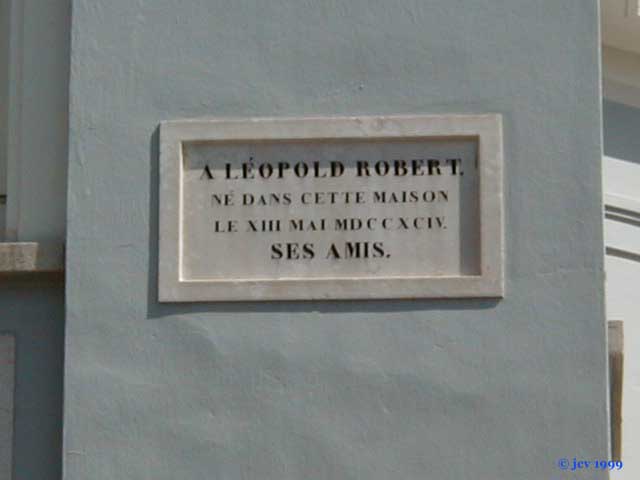 A LÉOPOLD ROBERT.
NÉ DANS CETTE MAISON
LE XIII MAI MDCCXCIV.
SES AMIS.
© jcv 1999